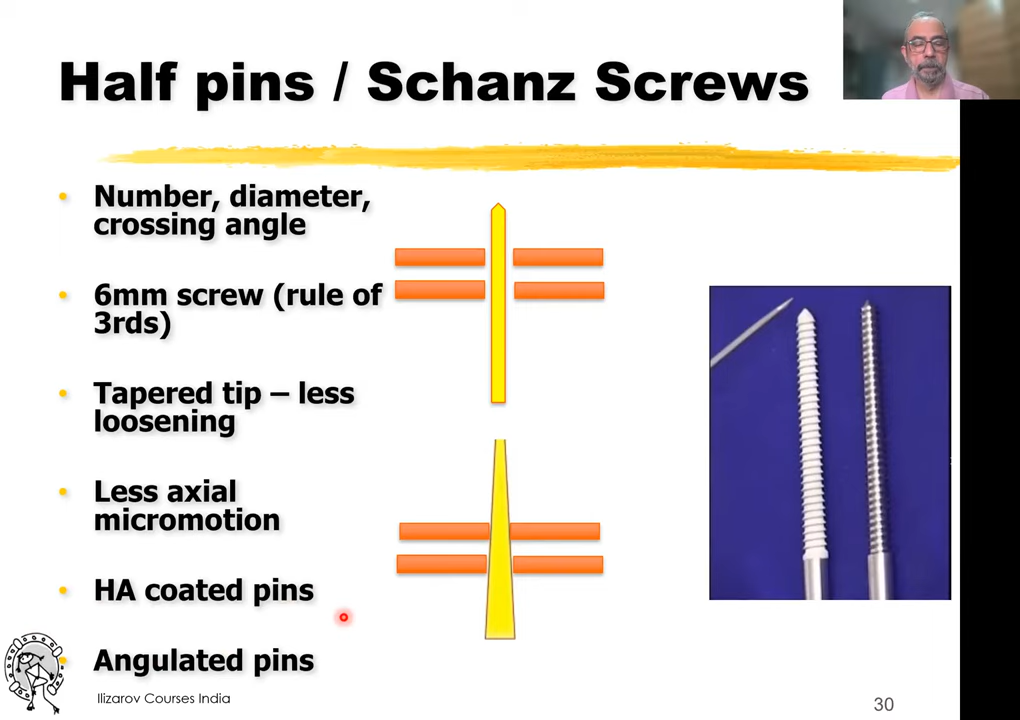 Half pins / Schanz Screws
• Number, diameter,
crossing angle
• 6mm screw (rule of
3rds)
• Tapered tip – less
loosening
• Less axial
micromotion
• HA coated pins
• Angulated pins
Ilizarov Courses India
30